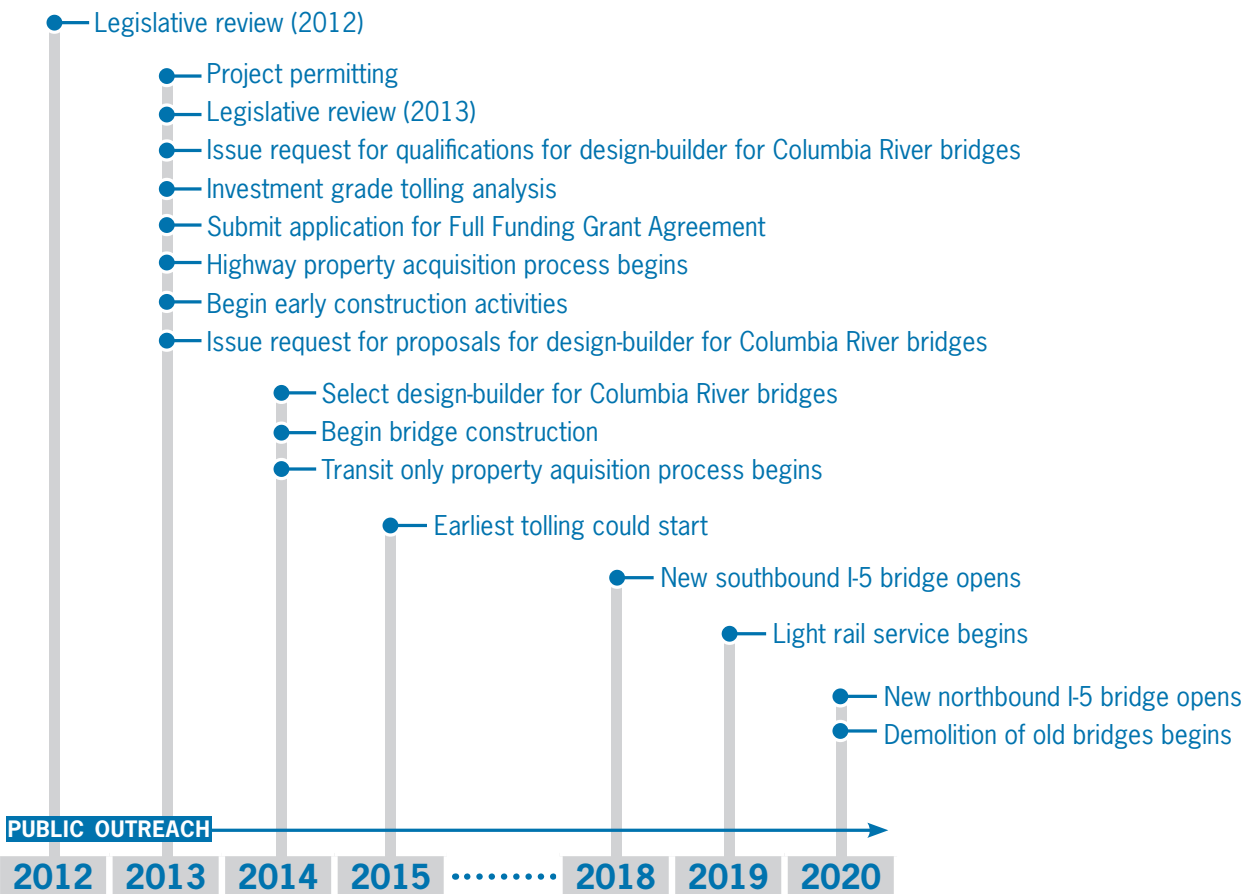 Legislative review (2012)
Project permitting
Legislative review (2013)
Issue request for qualifications for design-builder for Columbia River bridges
Investment grade tolling analysis
Submit application for Full Funding Grant Agreement
Highway property acquisition process begins
Begin early construction activities
Issue request for proposals for design-builder for Columbia River bridges
Select design-builder for Columbia River bridges
Begin bridge construction
Transit only property aquisition process begins
Earliest tolling could start
New southbound I-5 bridge opens
Light rail service begins
New northbound I-5 bridge opens
Demolition of old bridges begins
PUBLIC OUTREACH
2012 2013 2014 2015 ......... 2018 2019 2020